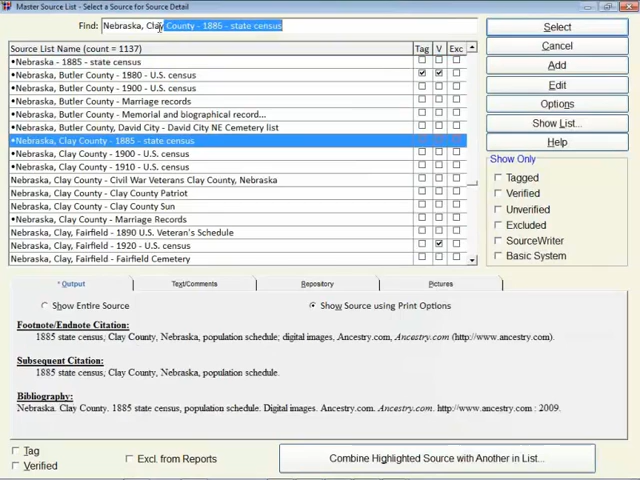 Master Source List - Select a Source for Source Detail
Find: Nebraska, Clay County - 1885 - state census
Select
Cancel
Add
Edit
Options
Show List...
Help
Source List Name (count = 1137) Tag V Exc
•Nebraska - 1885 - state census
•Nebraska, Butler County - 1880 - U.S. census
•Nebraska, Butler County - 1900 - U.S. census
•Nebraska, Butler County - Marriage records
•Nebraska, Butler County - Memorial and biographical record...
•Nebraska, Butler County, David City - David City NE Cemetery list
•Nebraska, Clay County - 1885 - state census
•Nebraska, Clay County - 1900 - U.S. census
•Nebraska, Clay County - 1910 - U.S. census
Nebraska, Clay County - Civil War Veterans Clay County, Nebraska
Nebraska, Clay County Patriot
Nebraska, Clay County Sun
•Nebraska, Clay County - Marriage Records
Nebraska, Clay, Fairfield - 1890 U.S. Veteran's Schedule
Nebraska, Clay, Fairfield - 1920 - U.S. census
Nebraska, Clay, Fairfield - Fairfield Cemetery
Show Only
Tagged
Verified
Unverified
Excluded
SourceWriter
Basic System
* Output
Text/Comments
Repository
Pictures
Show Entire Source
Show Source using Print Options
Footnote/Endnote Citation:
1885 state census, Clay County, Nebraska, population schedule; digital images, Ancestry.com, Ancestry.com (http://www.ancestry.com).
Subsequent Citation:
1885 state census, Clay County, Nebraska, population schedule.
Bibliography:
Nebraska. Clay County. 1885 state census, population schedule. Digital images. Ancestry.com. Ancestry.com. http://www.ancestry.com : 2009.
Tag
Verified
Excl. from Reports
Combine Highlighted Source with Another in List...